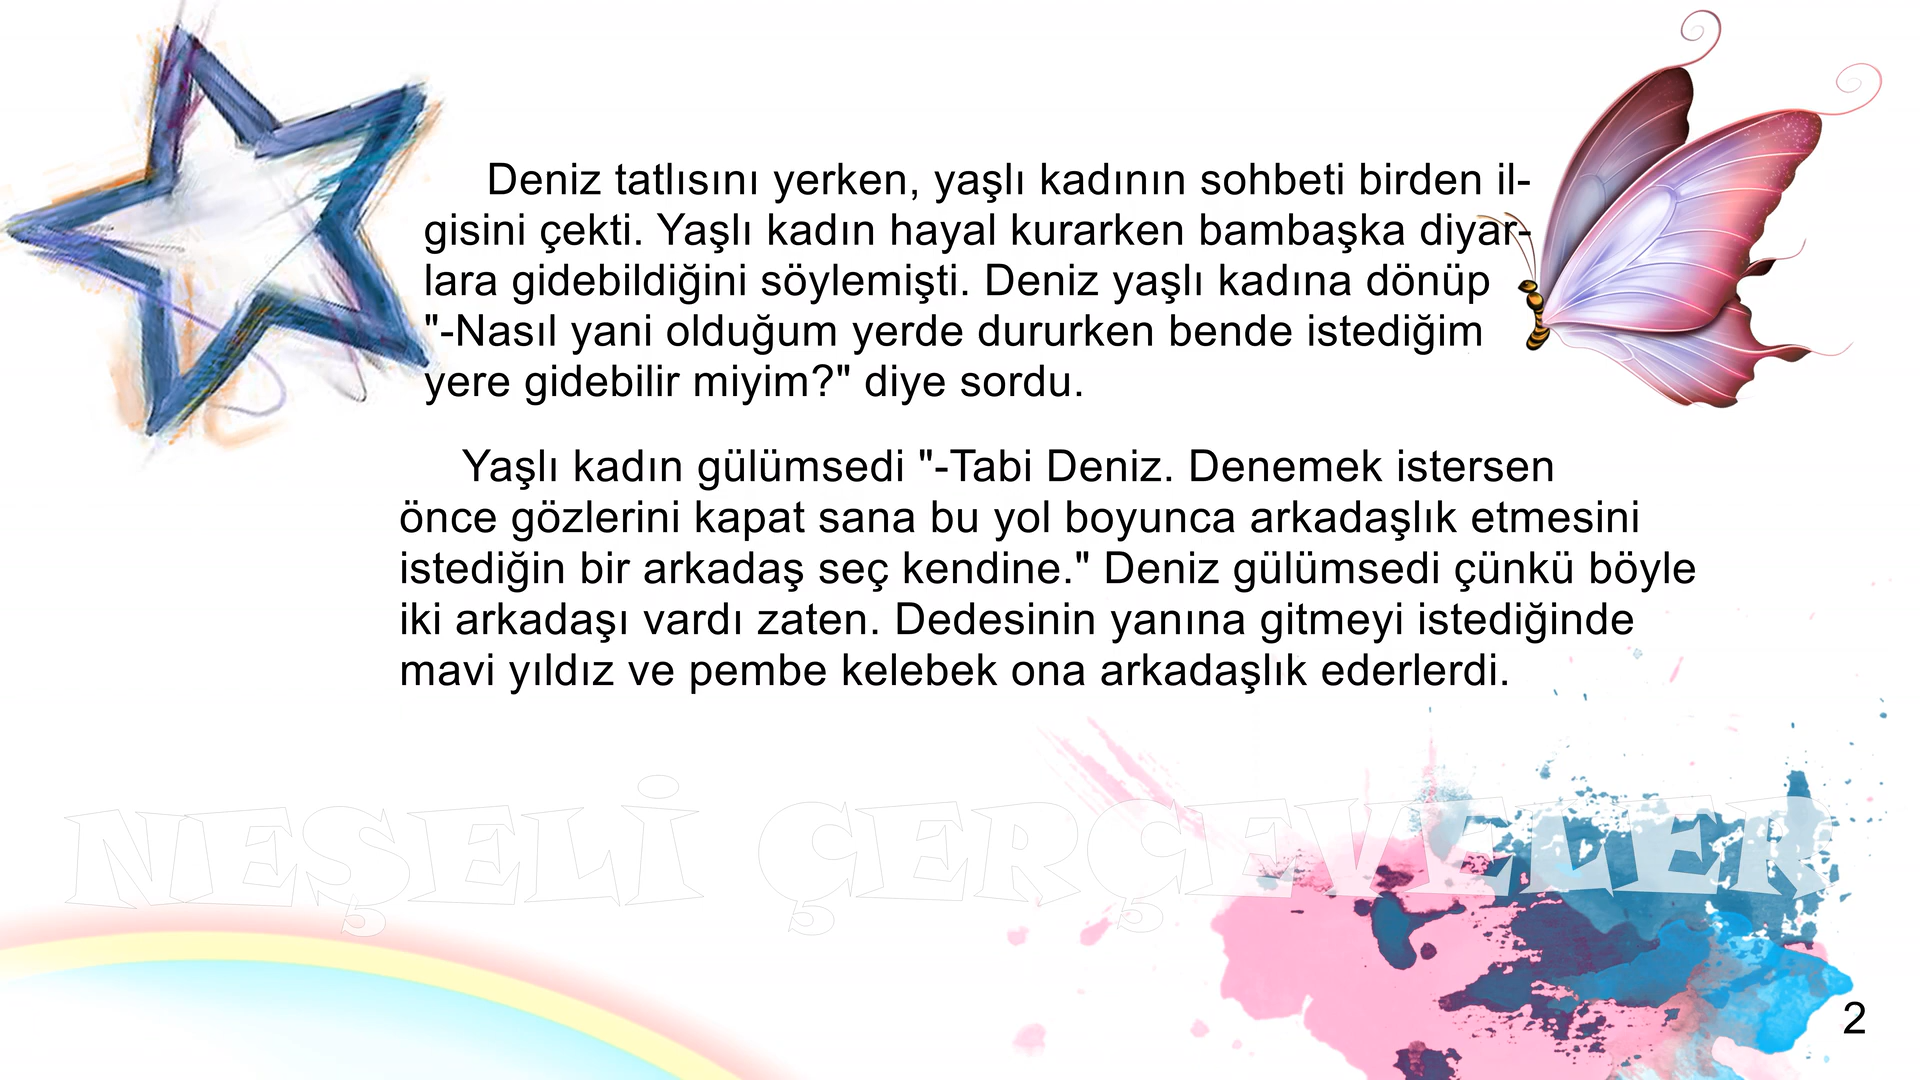 Deniz tatlısını yerken, yaşlı kadının sohbeti birden il-
gisini çekti. Yaşlı kadın hayal kurarken bambaşka diyar-
lara gidebildiğini söylemişti. Deniz yaşlı kadına dönüp
"-Nasıl yani olduğum yerde dururken bende istediğim
yere gidebilir miyim?" diye sordu.
Yaşlı kadın gülümsedi "-Tabi Deniz. Denemek istersen
önce gözlerini kapat sana bu yol boyunca arkadaşlık etmesini
istediğin bir arkadaş seç kendine." Deniz gülümsedi çünkü böyle
iki arkadaşı vardı zaten. Dedesinin yanına gitmeyi istediğinde
mavi yıldız ve pembe kelebek ona arkadaşlık ederlerdi.
NEŞELİ ÇERÇEVELER
2